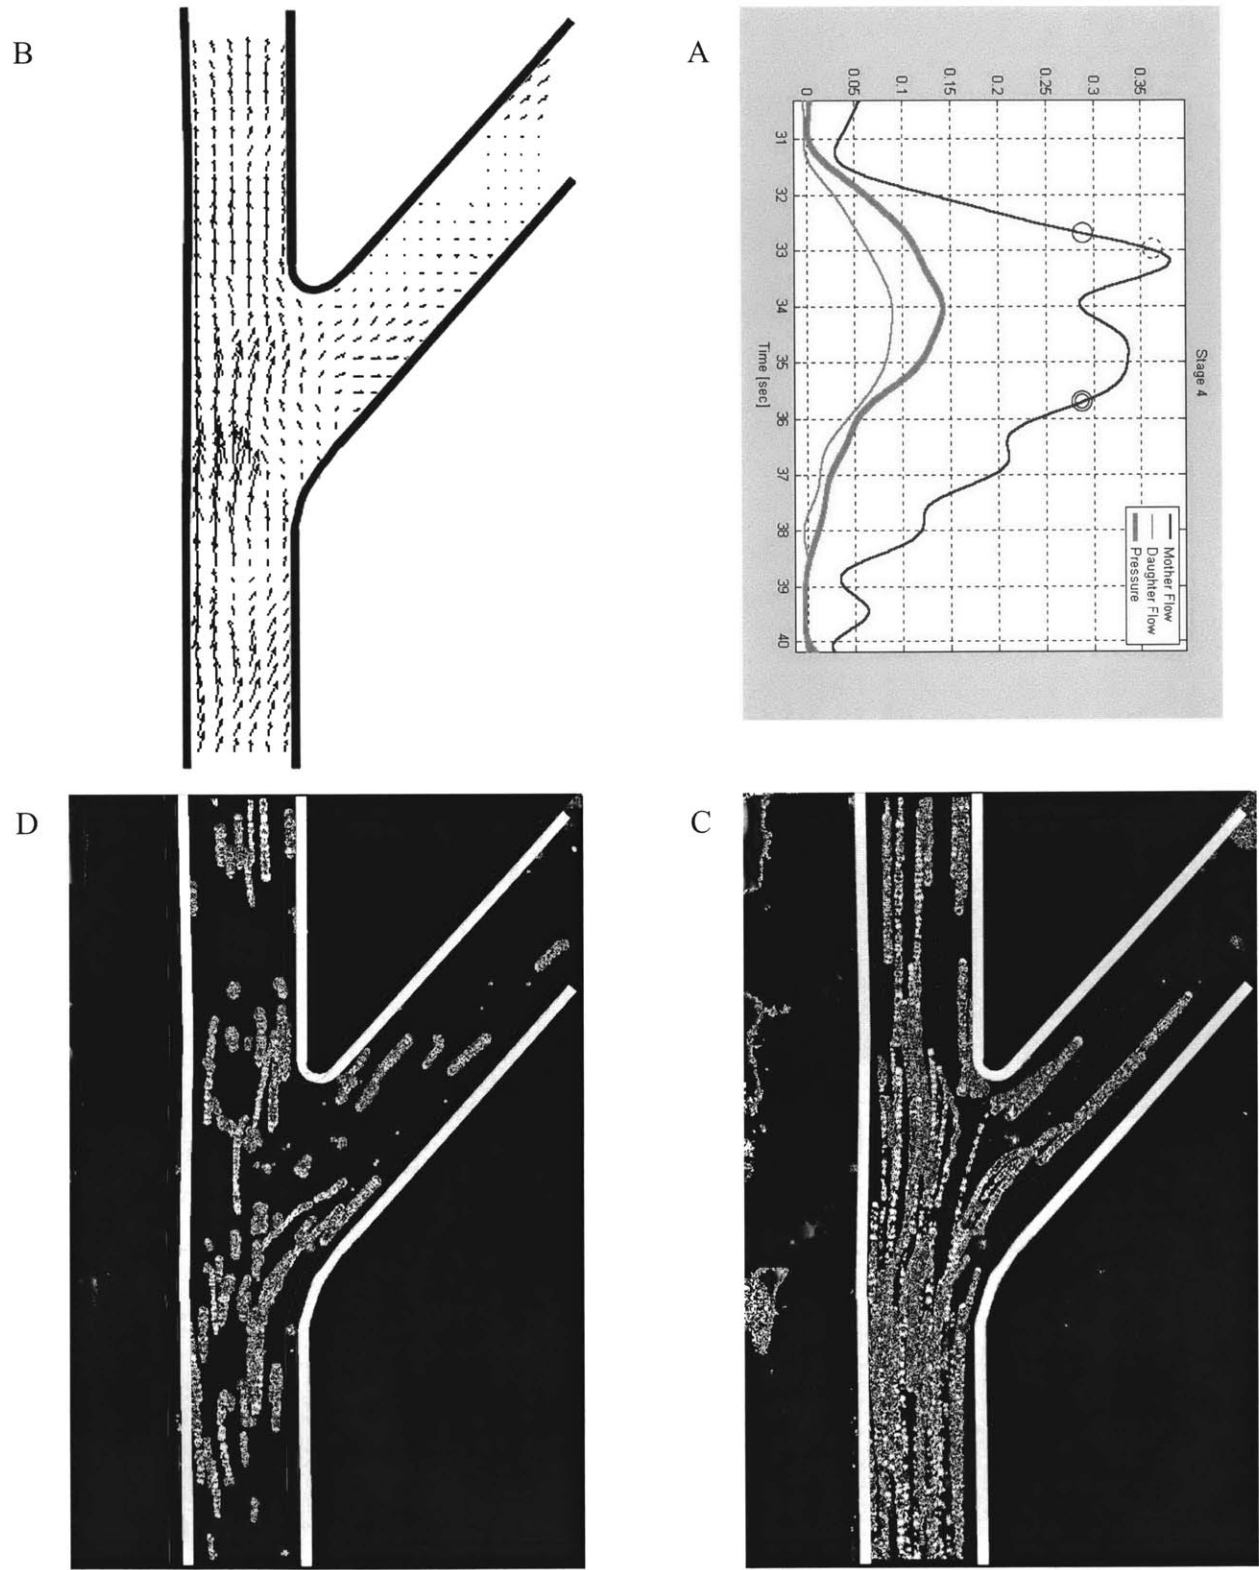 B
A
0 0.05 0.1 0.15 0.2 0.25 0.3 0.35
31
32
33
34
35
36
37
38
39
40
Time [sec]
Stage 4
Mother Flow
Daughter Flow
Pressure
D
C